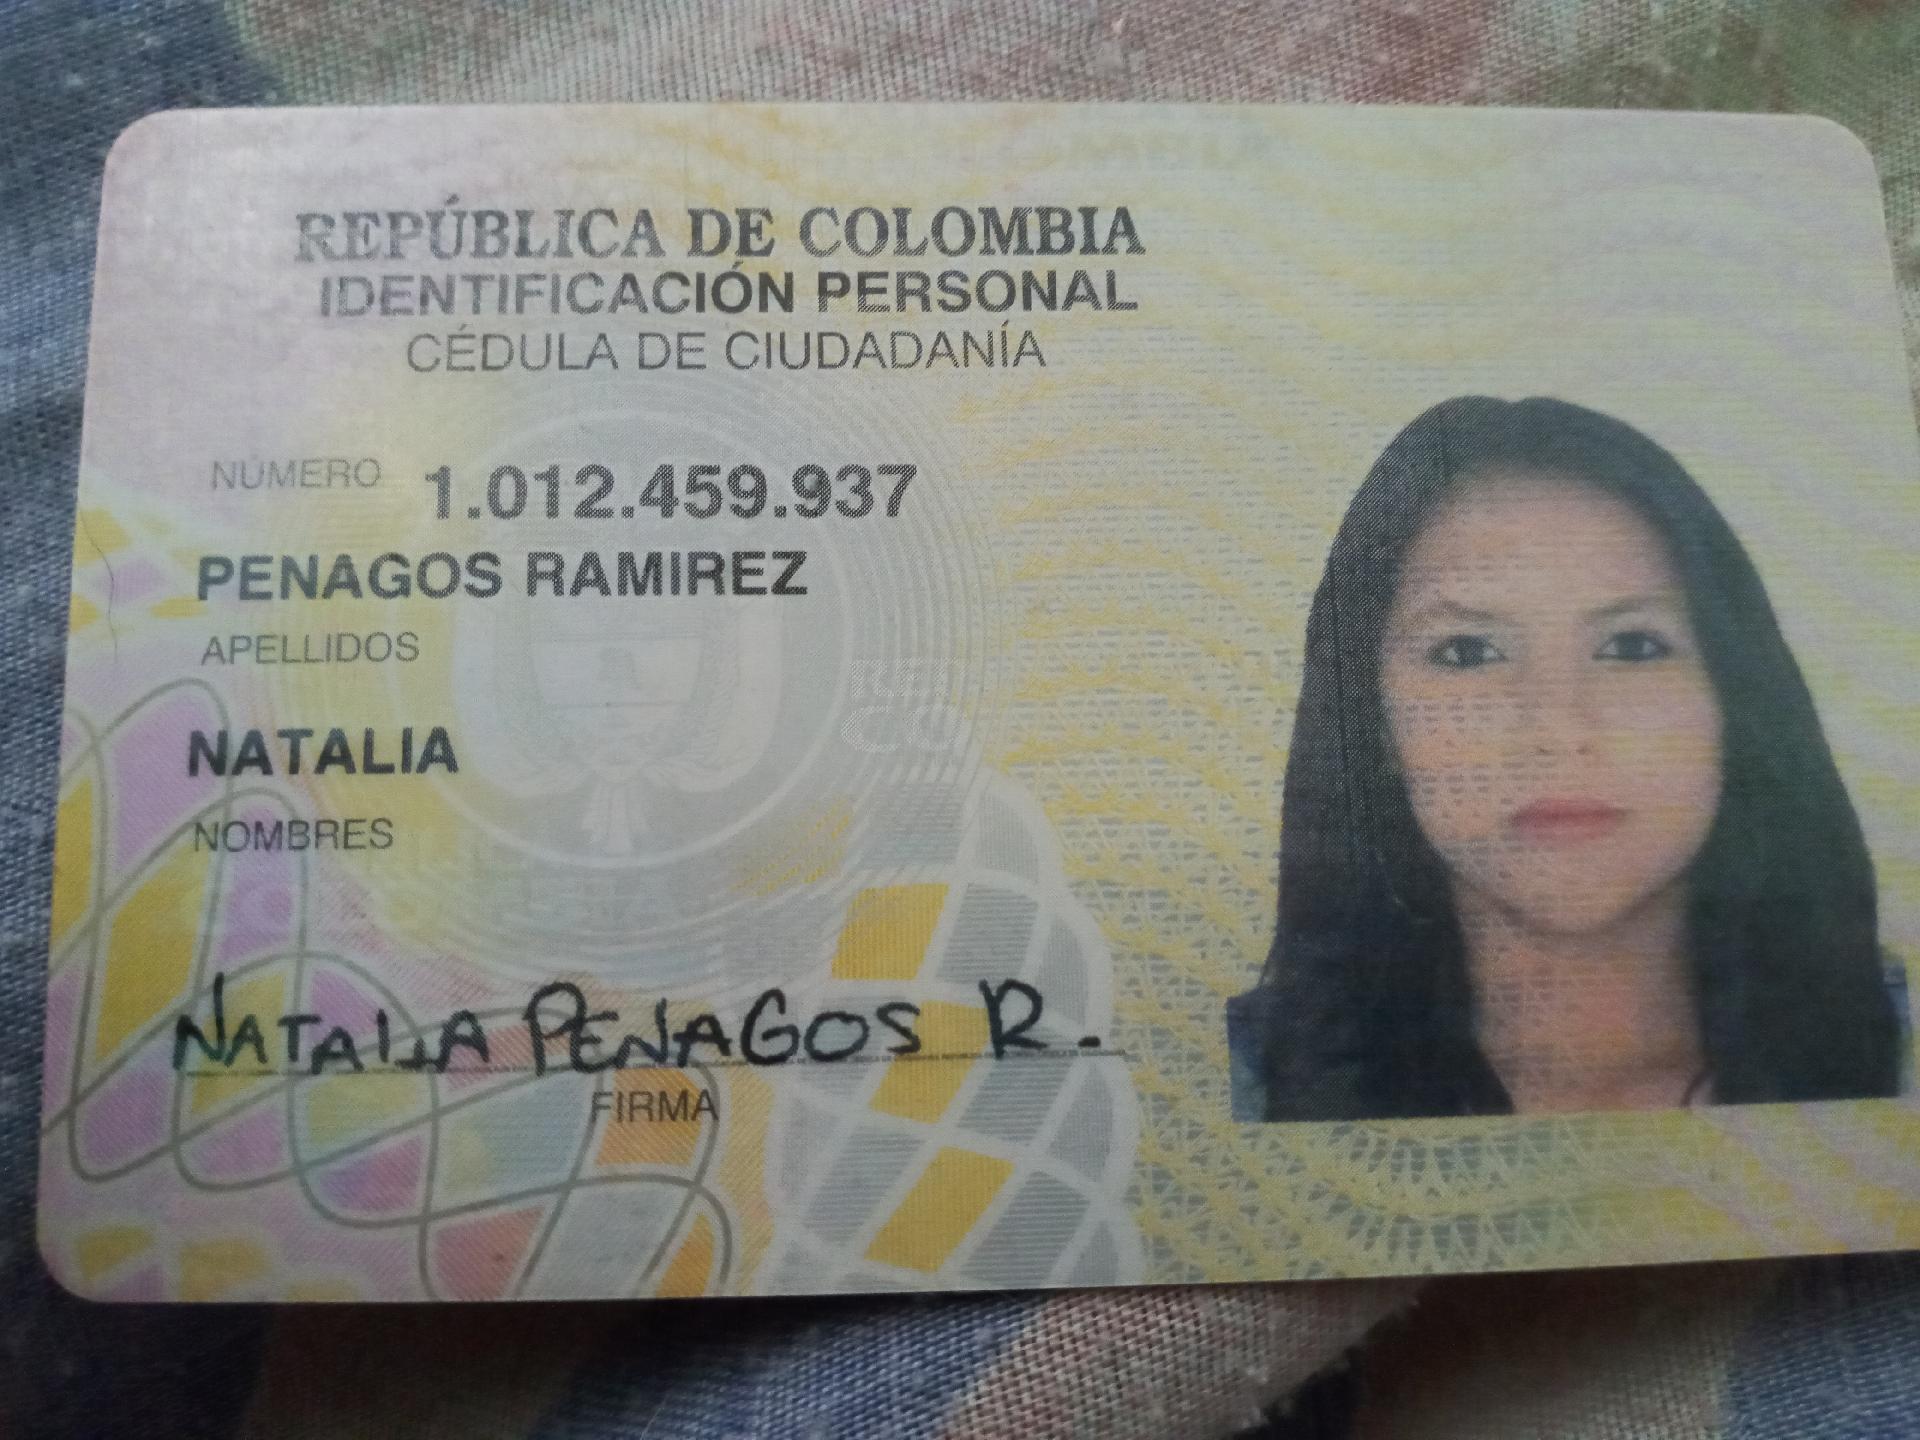 REPÚBLICA DE COLOMBIA
IDENTIFICACIÓN PERSONAL
CÉDULA DE CIUDADANÍA
NÚMERO 1.012.459.937
PENAGOS RAMIREZ
APELLIDOS
NATALIA
NOMBRES
NATALIA PENAGOS R.
FIRMA